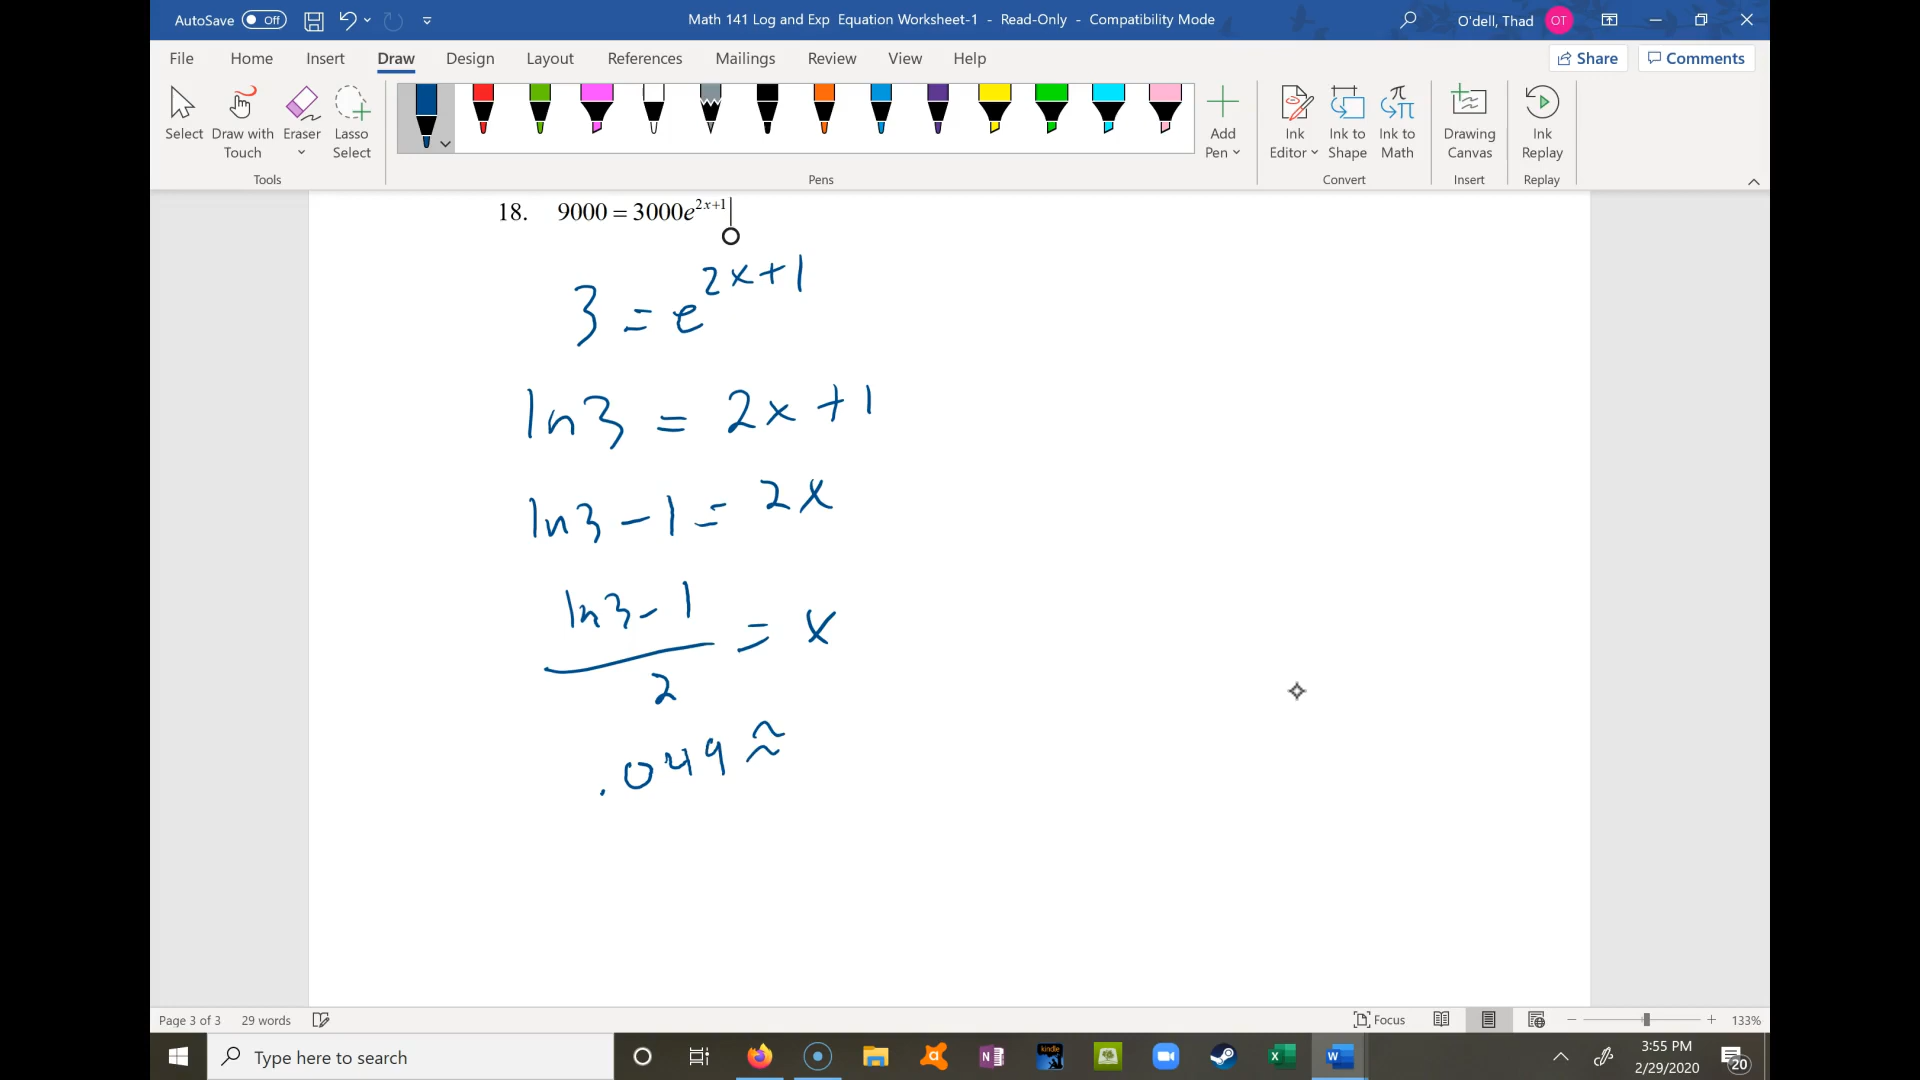 AutoSave Off Math 141 Log and Exp Equation Worksheet-1 - Read-Only - Compatibility Mode O'dell, Thad OT
File Home Insert Draw Design Layout References Mailings Review View Help Share Comments
Select Draw with Touch Eraser Lasso Select Add Pen Ink Editor Ink to Shape Ink to Math Drawing Canvas Ink Replay
Tools Pens Convert Insert Replay
18. 9000 = 3000e^{2x+1}
3 = e^{2x+1}
ln3 = 2x+1
ln3 - 1 = 2x
\frac{ln3-1}{2} = x
.049 ≈
Page 3 of 3 29 words Focus 133%
Type here to search 3:55 PM
2/29/2020 20